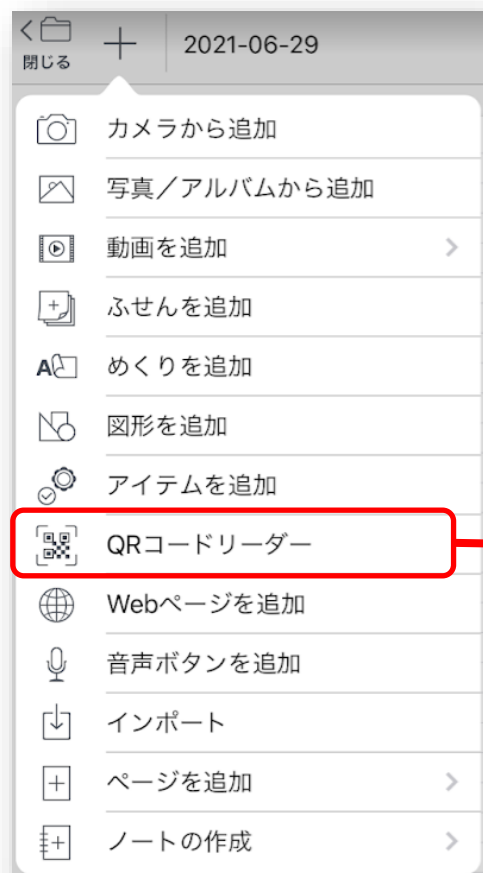 閉じる
2021-06-29
カメラから追加
写真／アルバムから追加
動画を追加
ふせんを追加
めくりを追加
図形を追加
アイテムを追加
QRコードリーダー
Webページを追加
音声ボタンを追加
インポート
ページを追加
ノートの作成